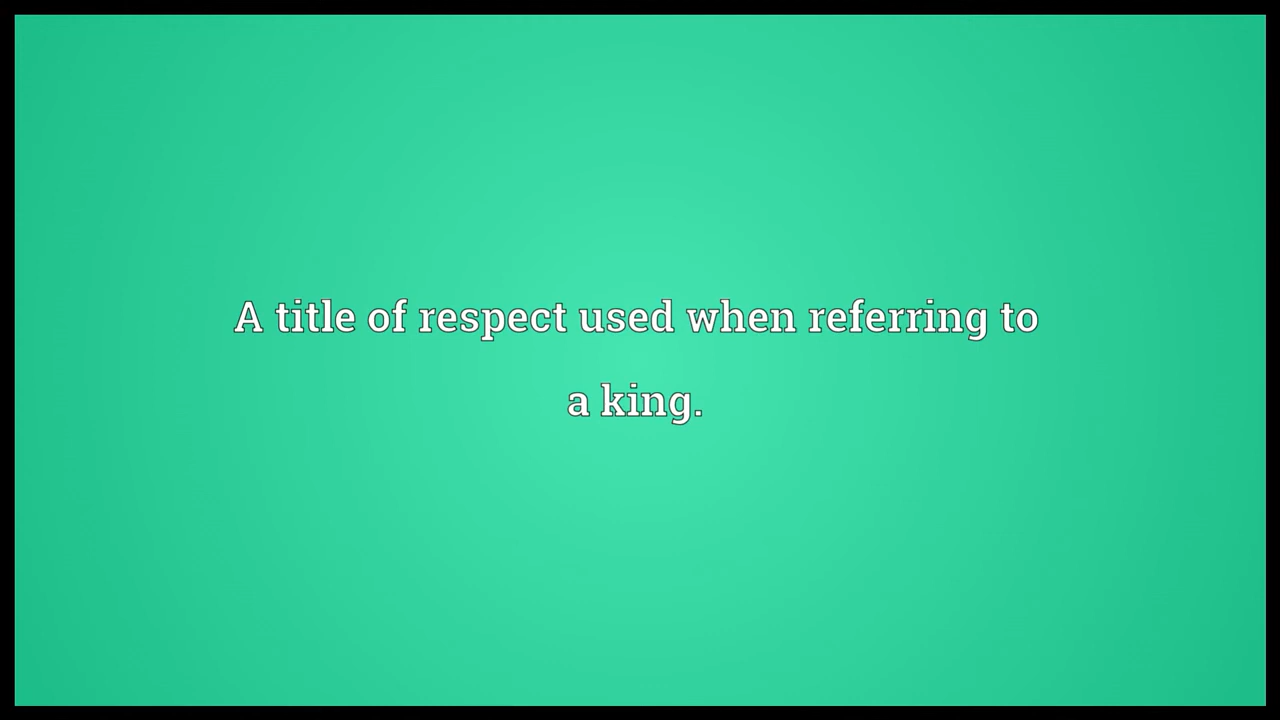 A title of respect used when referring to
a king.